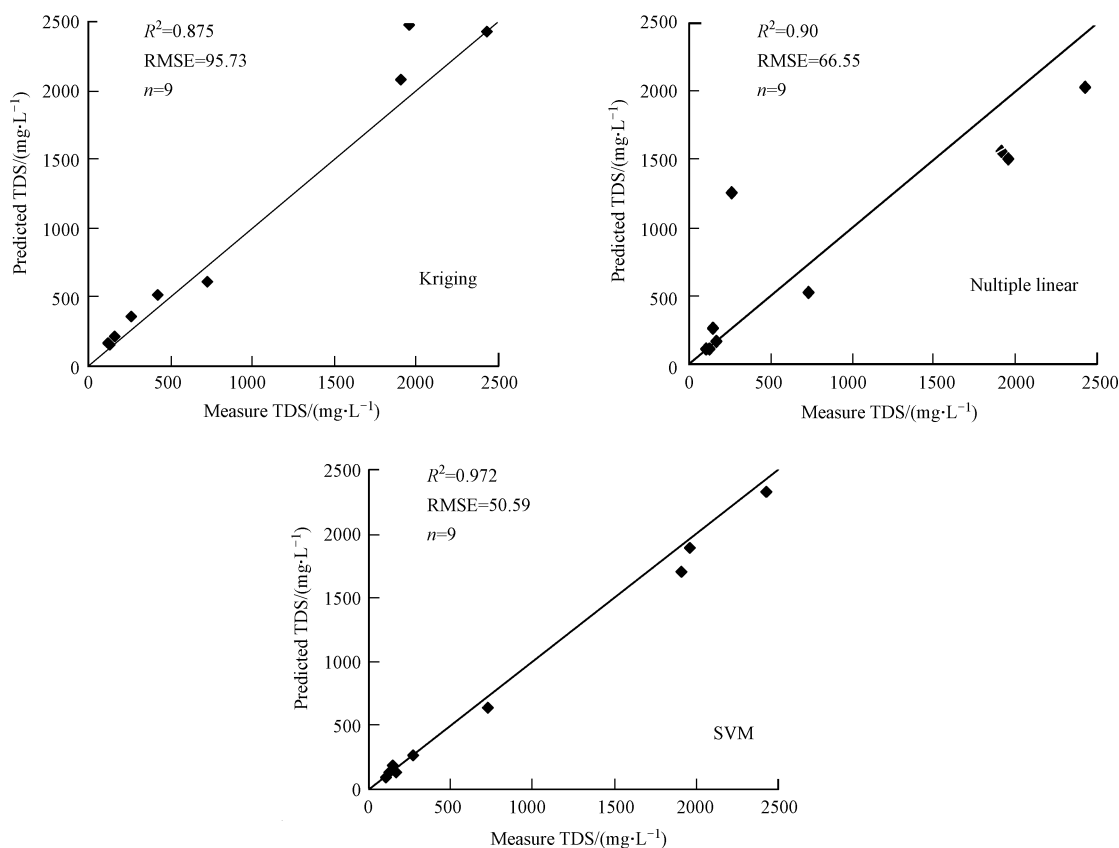 2500
2000
1500
1000
500
0
Predicted TDS/(mg·L⁻¹)
R²=0.875
RMSE=95.73
n=9
Kriging
0 500 1000 1500 2000 2500
Measure TDS/(mg·L⁻¹)
2500
2000
1500
1000
500
0
Predicted TDS/(mg·L⁻¹)
R²=0.90
RMSE=66.55
n=9
Nultiple linear
0 500 1000 1500 2000 2500
Measure TDS/(mg·L⁻¹)
2500
2000
1500
1000
500
0
Predicted TDS/(mg·L⁻¹)
R²=0.972
RMSE=50.59
n=9
SVM
0 500 1000 1500 2000 2500
Measure TDS/(mg·L⁻¹)